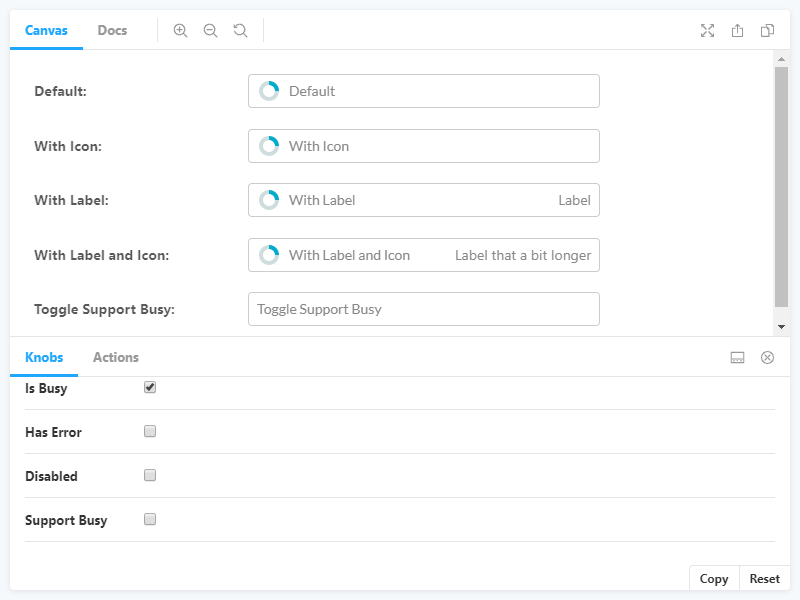 Canvas Docs
Default: Default
With Icon: With Icon
With Label: With Label Label
With Label and Icon: With Label and Icon Label that a bit longer
Toggle Support Busy: Toggle Support Busy
Knobs Actions
Is Busy
Has Error
Disabled
Support Busy
Copy Reset